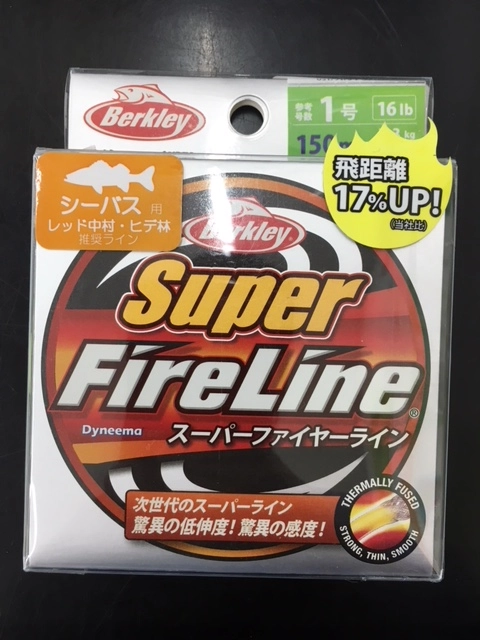 Berkley
参考
号数
1号
16lb
150m
kg
飛距離
17%UP!
(当社比)
シーバス用
レッド中村・ヒデ林
推奨ライン
Berkley
Super
FireLine®
Dyneema
スーパーファイヤーライン
次世代のスーパーライン
驚異の低伸度!驚異の感度!
THERMALLY FUSED
STRONG, THIN, SMOOTH